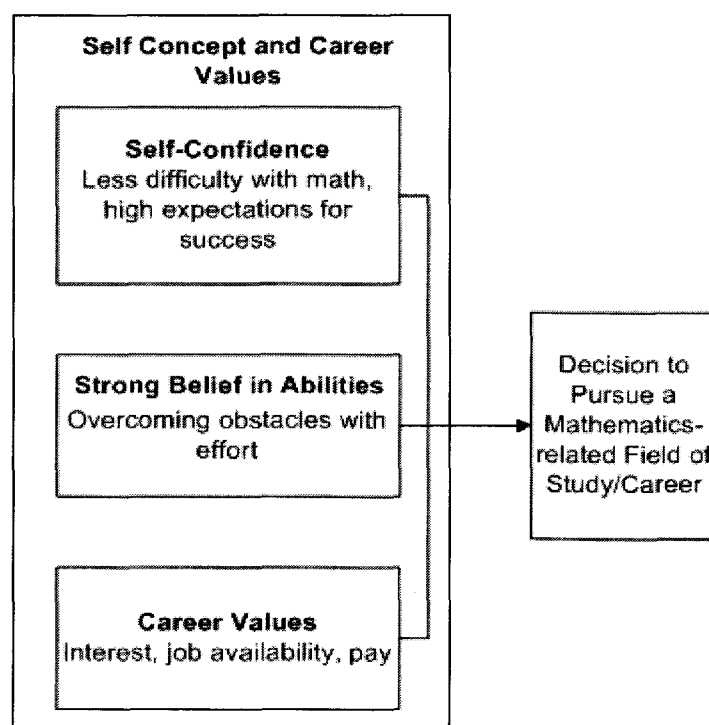 Self Concept and Career
Values
Self-Confidence
Less difficulty with math,
high expectations for
success
Strong Belief in Abilities
Overcoming obstacles with
effort
Career Values
Interest, job availability, pay
Decision to
Pursue a
Mathematics-
related Field of
Study/Career